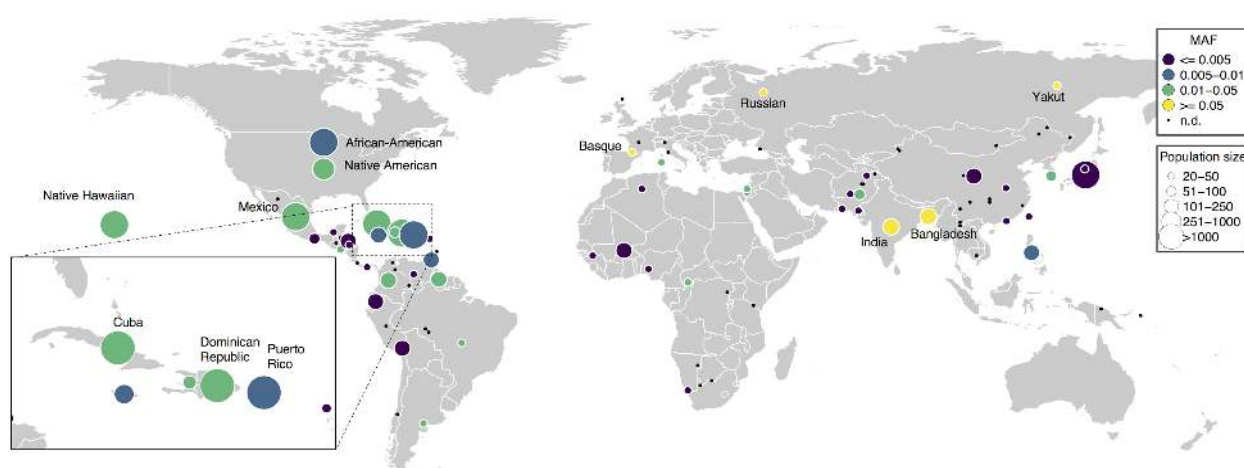 MAF
<= 0.005
0.005–0.01
0.01–0.05
>= 0.05
n.d.
Population size
20–50
51–100
101–250
251–1000
>1000
Russian
Yakut
Basque
African-American
Native American
Native Hawaiian
Mexico
India
Bangladesh
Cuba
Dominican
Republic
Puerto
Rico